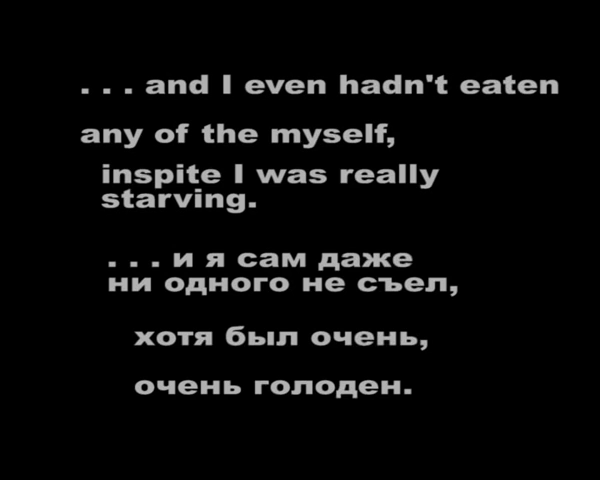 . . . and I even hadn't eaten
any of the myself,
inspite I was really
starving.
. . . и я сам даже
ни одного не съел,
хотя был очень,
очень голоден.